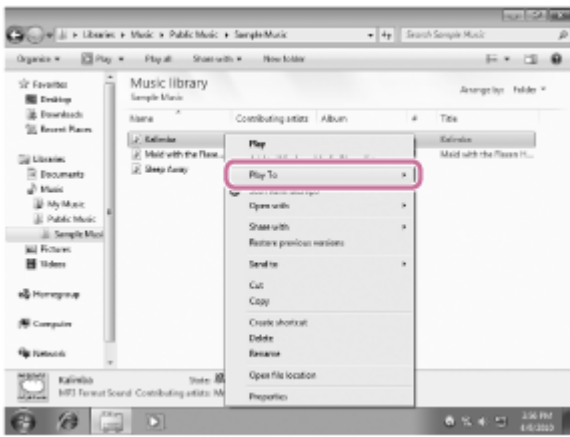 Libraries ▸ Music ▸ Public Music ▸ Sample Music
Search Sample Music
Organize Play Play all Share with New folder
Favorites
Desktop
Downloads
Recent Places
Libraries
Documents
Music
My Music
Public Music
Sample Musi
Pictures
Videos
Homegroup
Computer
Network
Music library
Sample Music
Arrange by: Folder
Name Contributing artists Album # Title
Kalimba Kalimba
Maid with the Flaxe... Maid with the Flaxen H...
Sleep Away
Play
Play To
Open with
Share with
Restore previous versions
Send to
Cut
Copy
Create shortcut
Delete
Rename
Open file location
Properties
Kalimba State:
MP3 Format Sound Contributing artists: M
3:56 PM